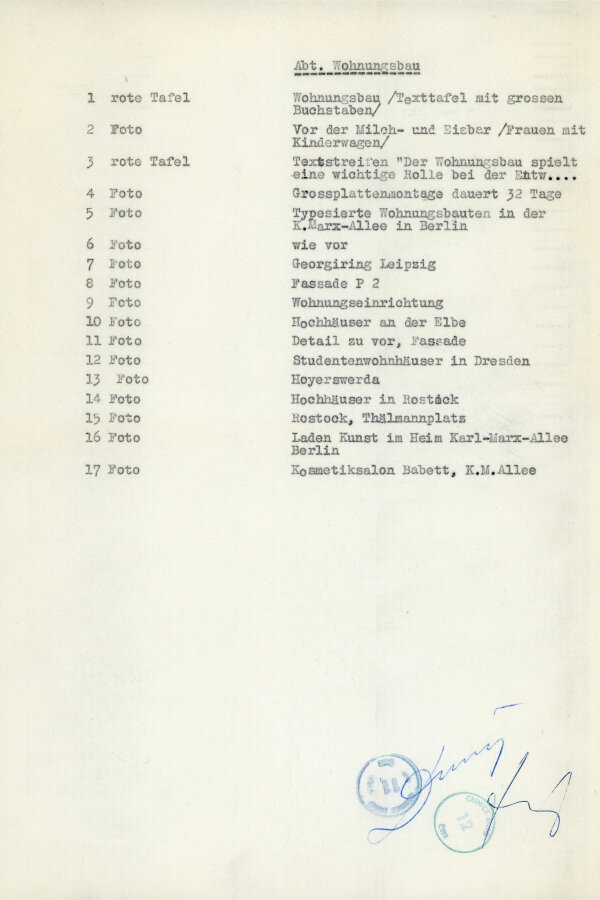 Abt. Wohnungsbau
1 rote Tafel Wohnungsbau /Texttafel mit grossen
Buchstaben/
2 Foto Vor der Milch- und Eisbar /Frauen mit
Kinderwagen/
3 rote Tafel Textstreifen "Der Wohnungsbau spielt
eine wichtige Rolle bei der Entw....
4 Foto Grossplattenmontage dauert 32 Tage
5 Foto Typesierte Wohnungsbauten in der
K.Marx-Allee in Berlin
6 Foto wie vor
7 Foto Georgiring Leipzig
8 Foto Fassade P 2
9 Foto Wohnungseinrichtung
10 Foto Hochhäuser an der Elbe
11 Foto Detail zu vor, Fassade
12 Foto Studentenwohnhäuser in Dresden
13 Foto Hoyerswerda
14 Foto Hochhäuser in Rostock
15 Foto Rostock, Thälmannplatz
16 Foto Laden Kunst im Heim Karl-Marx-Allee
Berlin
17 Foto Kosmetiksalon Babett, K.M.Allee
11
12